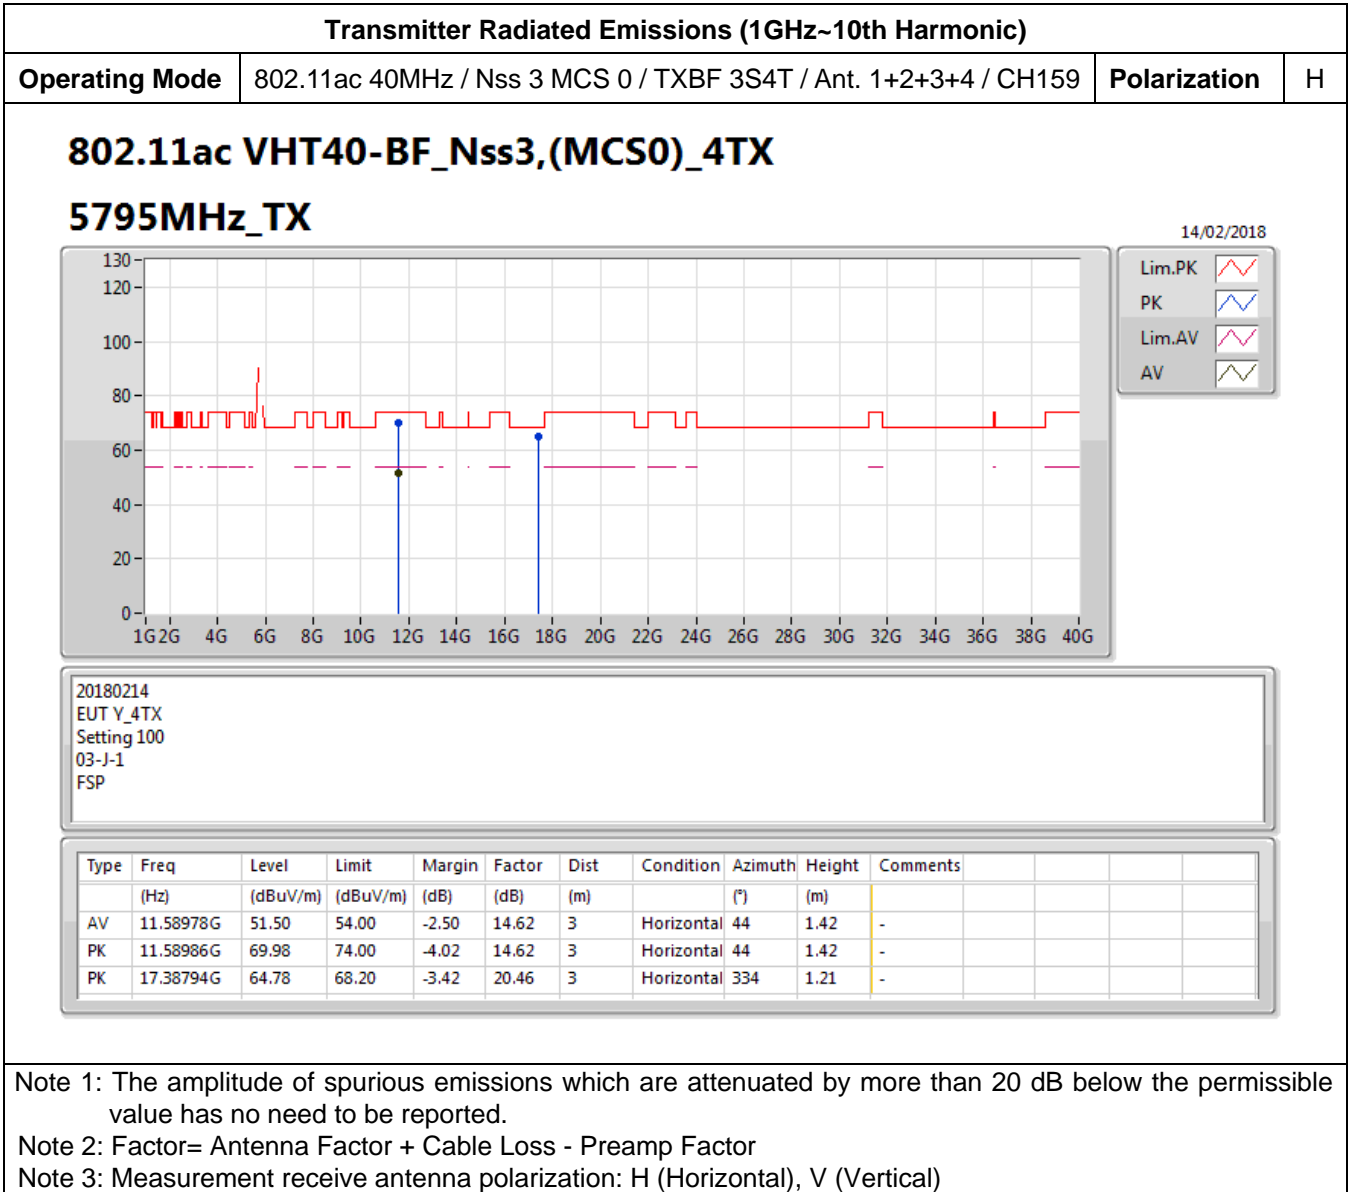 Transmitter Radiated Emissions (1GHz~10th Harmonic)
Operating Mode 802.11ac 40MHz / Nss 3 MCS 0 / TXBF 3S4T / Ant. 1+2+3+4 / CH159 Polarization H
802.11ac VHT40-BF_Nss3,(MCS0)_4TX
5795MHz_TX
14/02/2018
130
120
100
80
60
40
20
0
1G 2G 4G 6G 8G 10G 12G 14G 16G 18G 20G 22G 24G 26G 28G 30G 32G 34G 36G 38G 40G
Lim.PK
PK
Lim.AV
AV
20180214
EUT Y_4TX
Setting 100
03-J-1
FSP
Type Freq Level Limit Margin Factor Dist Condition Azimuth Height Comments
(Hz) (dBuV/m) (dBuV/m) (dB) (dB) (m) (°) (m)
AV 11.58978G 51.50 54.00 -2.50 14.62 3 Horizontal 44 1.42 -
PK 11.58986G 69.98 74.00 -4.02 14.62 3 Horizontal 44 1.42 -
PK 17.38794G 64.78 68.20 -3.42 20.46 3 Horizontal 334 1.21 -
Note 1: The amplitude of spurious emissions which are attenuated by more than 20 dB below the permissible
value has no need to be reported.
Note 2: Factor= Antenna Factor + Cable Loss - Preamp Factor
Note 3: Measurement receive antenna polarization: H (Horizontal), V (Vertical)